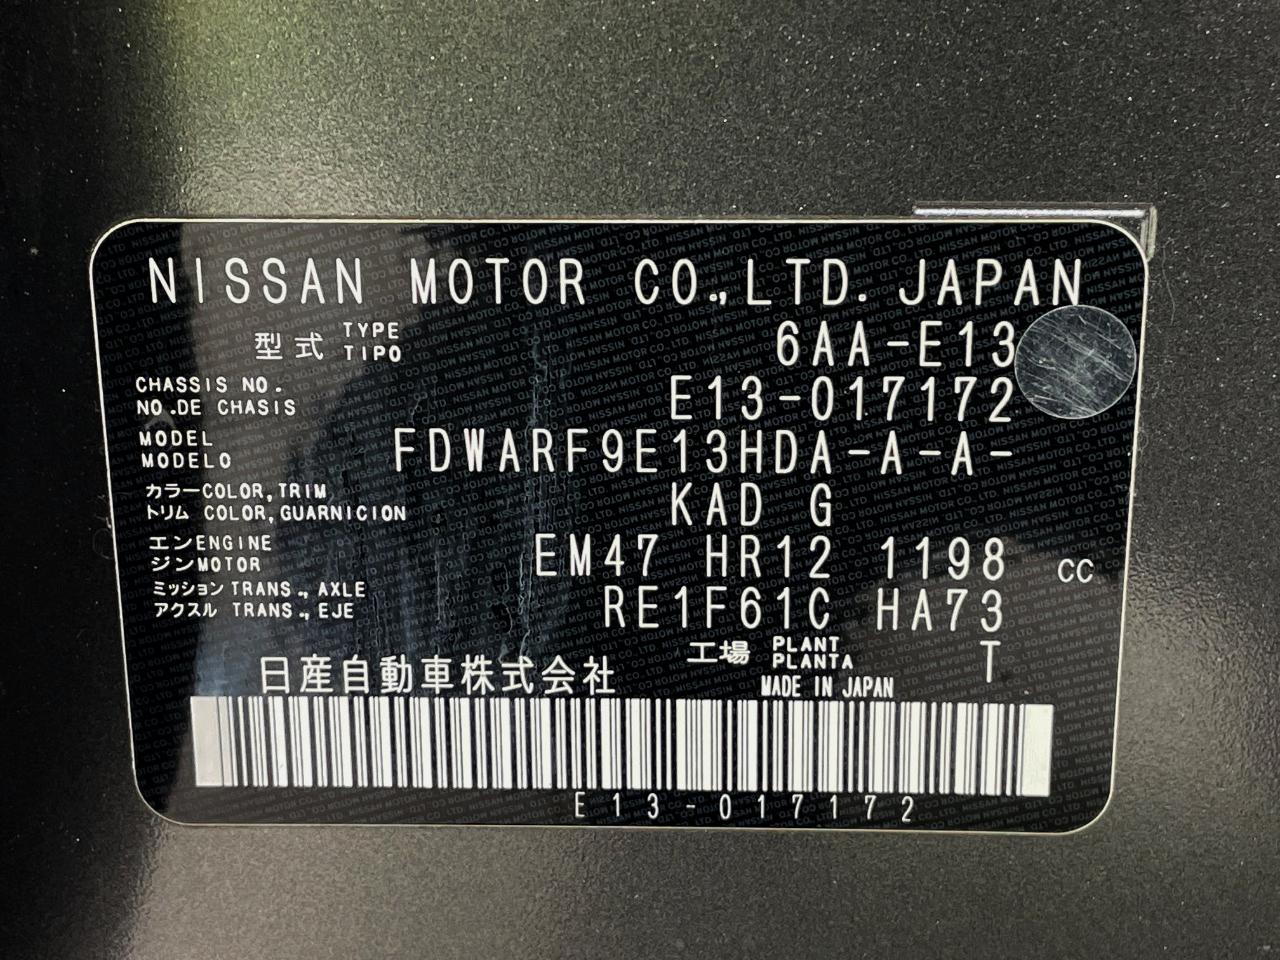 NISSAN MOTOR CO.,LTD. JAPAN
型式 TYPE TIPO 6AA-E13
CHASSIS NO. NO.DE CHASIS E13-017172
MODEL MODELO FDWARF9E13HDA-A-A-
カラーCOLOR,TRIM トリム COLOR,GUARNICION KAD G
エンENGINE ジンMOTOR EM47 HR12 1198 cc
ミッション TRANS., AXLE アクスル TRANS., EJE RE1F61C HA73
工場 PLANT PLANTA T
日産自動車株式会社 MADE IN JAPAN
E13-017172